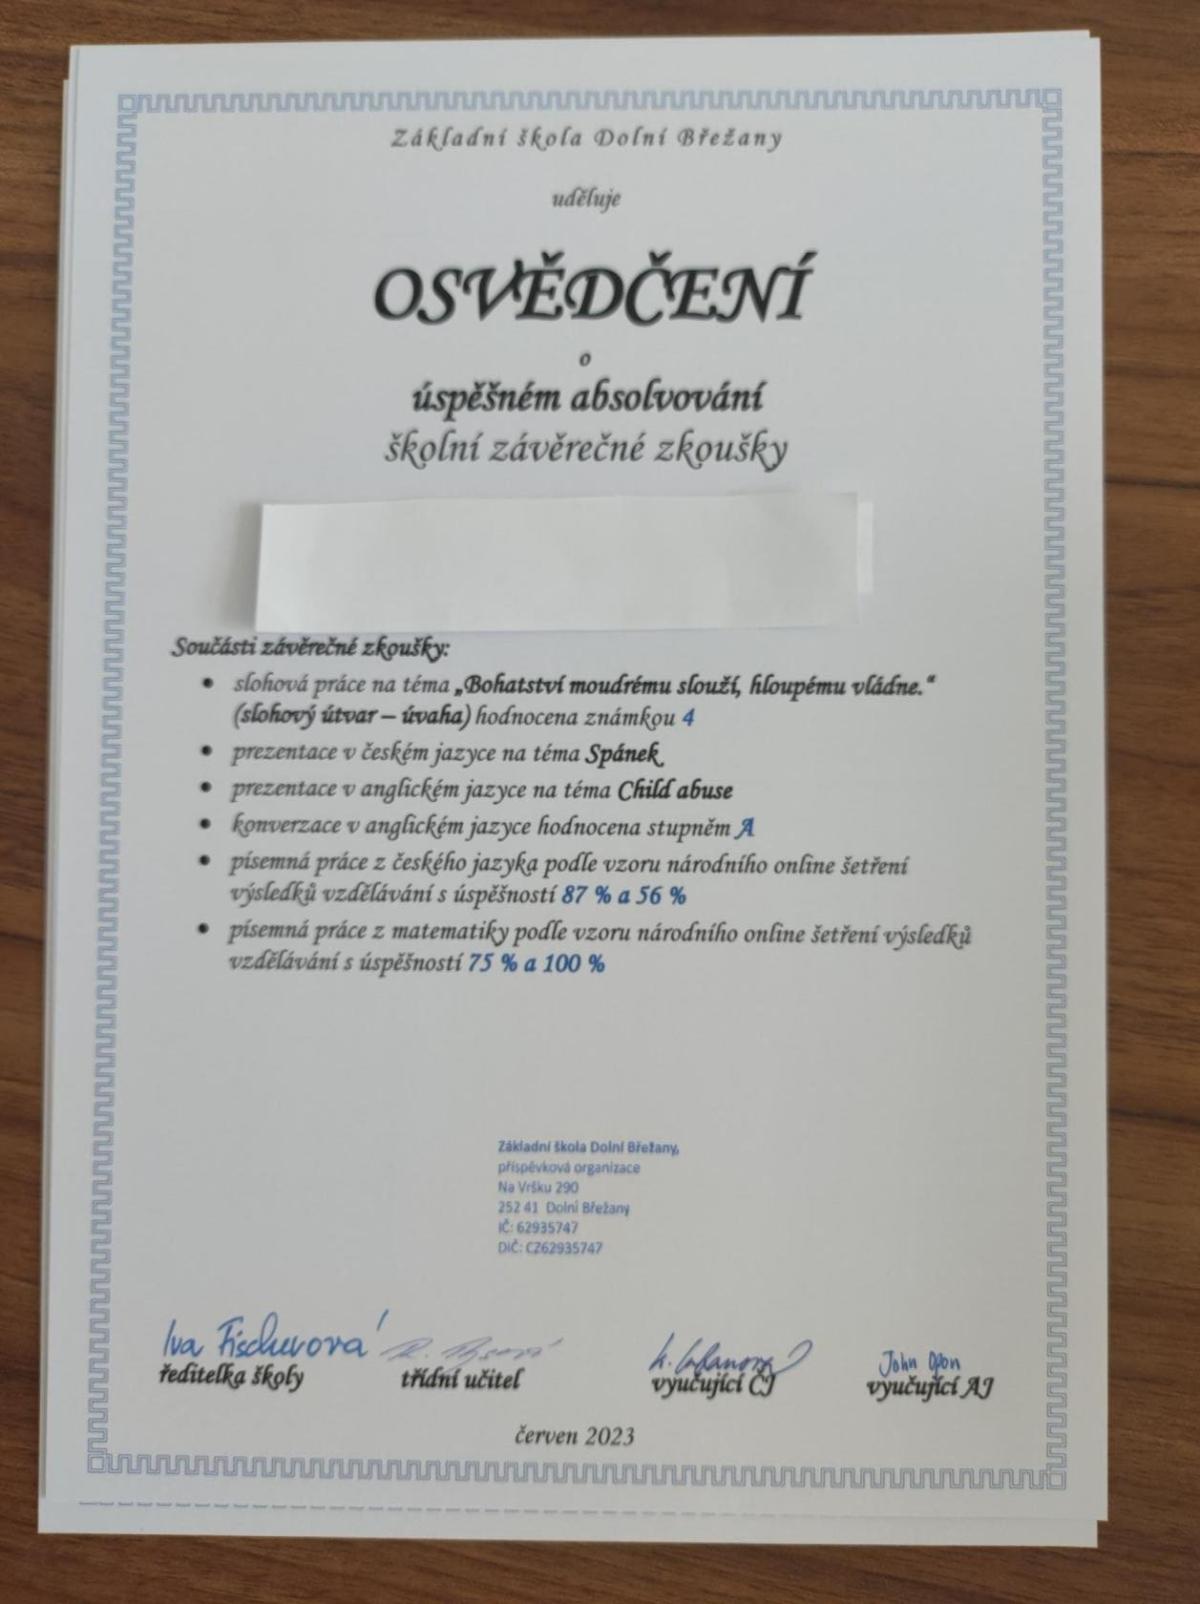 Základní škola Dolní Břežany
uděluje
OSVĚDČENÍ
o
úspěšném absolvování
školní závěrečné zkoušky
Součásti závěrečné zkoušky:
• slohová práce na téma „Bohatství moudrému slouží, hloupému vládne.“
(slohový útvar – úvaha) hodnocena známkou 4
• prezentace v českém jazyce na téma Spánek
• prezentace v anglickém jazyce na téma Child abuse
• konverzace v anglickém jazyce hodnocena stupněm A
• písemná práce z českého jazyka podle vzoru národního online šetření
výsledků vzdělávání s úspěšností 87 % a 56 %
• písemná práce z matematiky podle vzoru národního online šetření výsledků
vzdělávání s úspěšností 75 % a 100 %
Základní škola Dolní Břežany,
příspěvková organizace
Na Vršku 290
252 41 Dolní Břežany
IČ: 62935747
DIČ: CZ62935747
Iva Fischerová John
ředitelka školy třídní učitel vyučující ČJ vyučující AJ
červen 2023